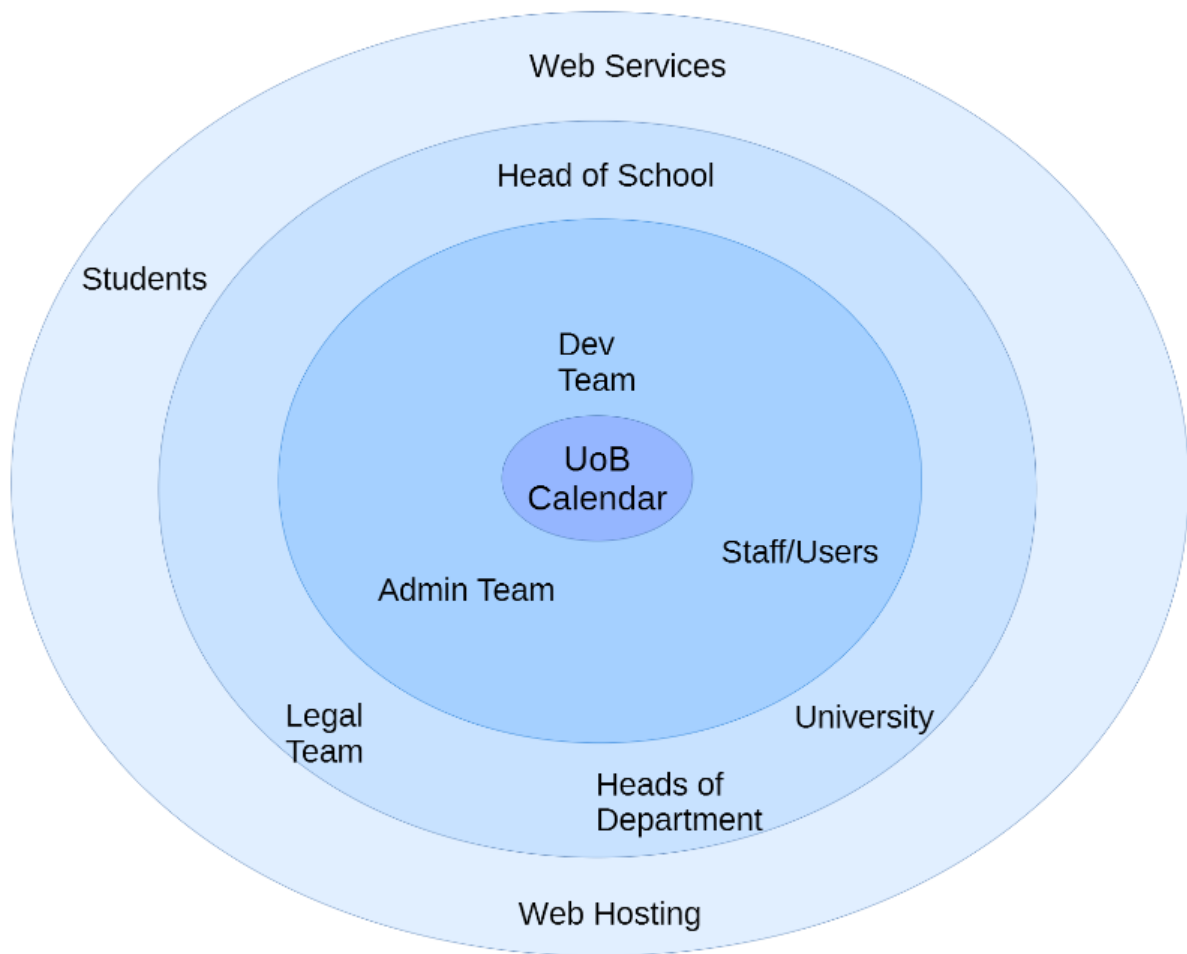 Web Services
Head of School
Students
Dev
Team
UoB
Calendar
Staff/Users
Admin Team
Legal
Team
University
Heads of
Department
Web Hosting